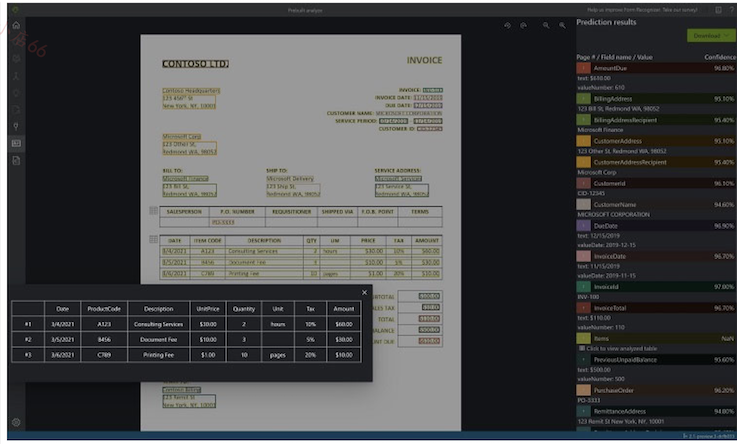 Prebuilt analyzer
Help us improve Form Recognizer. Take our survey!
Prediction results
Download
Page # / Field name / Value Confidence
AmountDue 96.80%
text: $610.00
valueNumber: 610
BillingAddress 95.10%
123 Bill St, Redmond WA, 98052
BillingAddressRecipient 95.40%
Microsoft Finance
CustomerAddress 95.10%
123 Other St, Redmond WA, 98052
CustomerAddressRecipient 95.40%
Microsoft Corp
CustomerId 96.10%
CID-12345
CustomerName 94.60%
MICROSOFT CORPORATION
DueDate 96.90%
text: 12/15/2019
valueDate: 2019-12-15
InvoiceDate 96.70%
text: 11/15/2019
valueDate: 2019-11-15
InvoiceId 97.00%
INV-100
InvoiceTotal 96.70%
text: $110.00
valueNumber: 110
Items NaN
Click to view analyzed table
PreviousUnpaidBalance 95.60%
text: $500.00
valueNumber: 500
PurchaseOrder 96.20%
PO-3333
RemittanceAddress 94.80%
123 Remit St New York, NY, 10001
CONTOSO LTD.
INVOICE
Contoso Headquarters
123 456th St
New York, NY, 10001
INVOICE:
INVOICE DATE: 11/15/2019
DUE DATE:
CUSTOMER NAME: MICROSOFT CORPORATION
SERVICE PERIOD:
CUSTOMER ID:
Microsoft Corp
123 Other St,
Redmond WA, 98052
BILL TO:
Microsoft Finance
123 Bill St,
Redmond WA, 98052
SHIP TO:
Microsoft Delivery
123 Ship St,
Redmond WA, 98052
SERVICE ADDRESS:
Microsoft Services
123 Service St,
Redmond WA, 98052
SALESPERSON P.O. NUMBER REQUISITIONER SHIPPED VIA F.O.B. POINT TERMS
PO-3333
DATE ITEM CODE DESCRIPTION QTY UM PRICE TAX AMOUNT
3/4/2021 A123 Consulting Services 2 hours $30.00 10% $60.00
3/5/2021 B456 Document Fee 3 $10.00 5% $30.00
3/6/2021 C789 Printing Fee 10 pages $1.00 20% $10.00
SUBTOTAL
SALES TAX
TOTAL
BALANCE
Date ProductCode Description UnitPrice Quantity Unit Tax Amount
#1 3/4/2021 A123 Consulting Services $30.00 2 hours 10% $60.00
#2 3/5/2021 B456 Document Fee $10.00 3 5% $30.00
#3 3/6/2021 C789 Printing Fee $1.00 10 pages 20% $10.00
Contoso Billing
123 Remit St
New York, NY, 10001